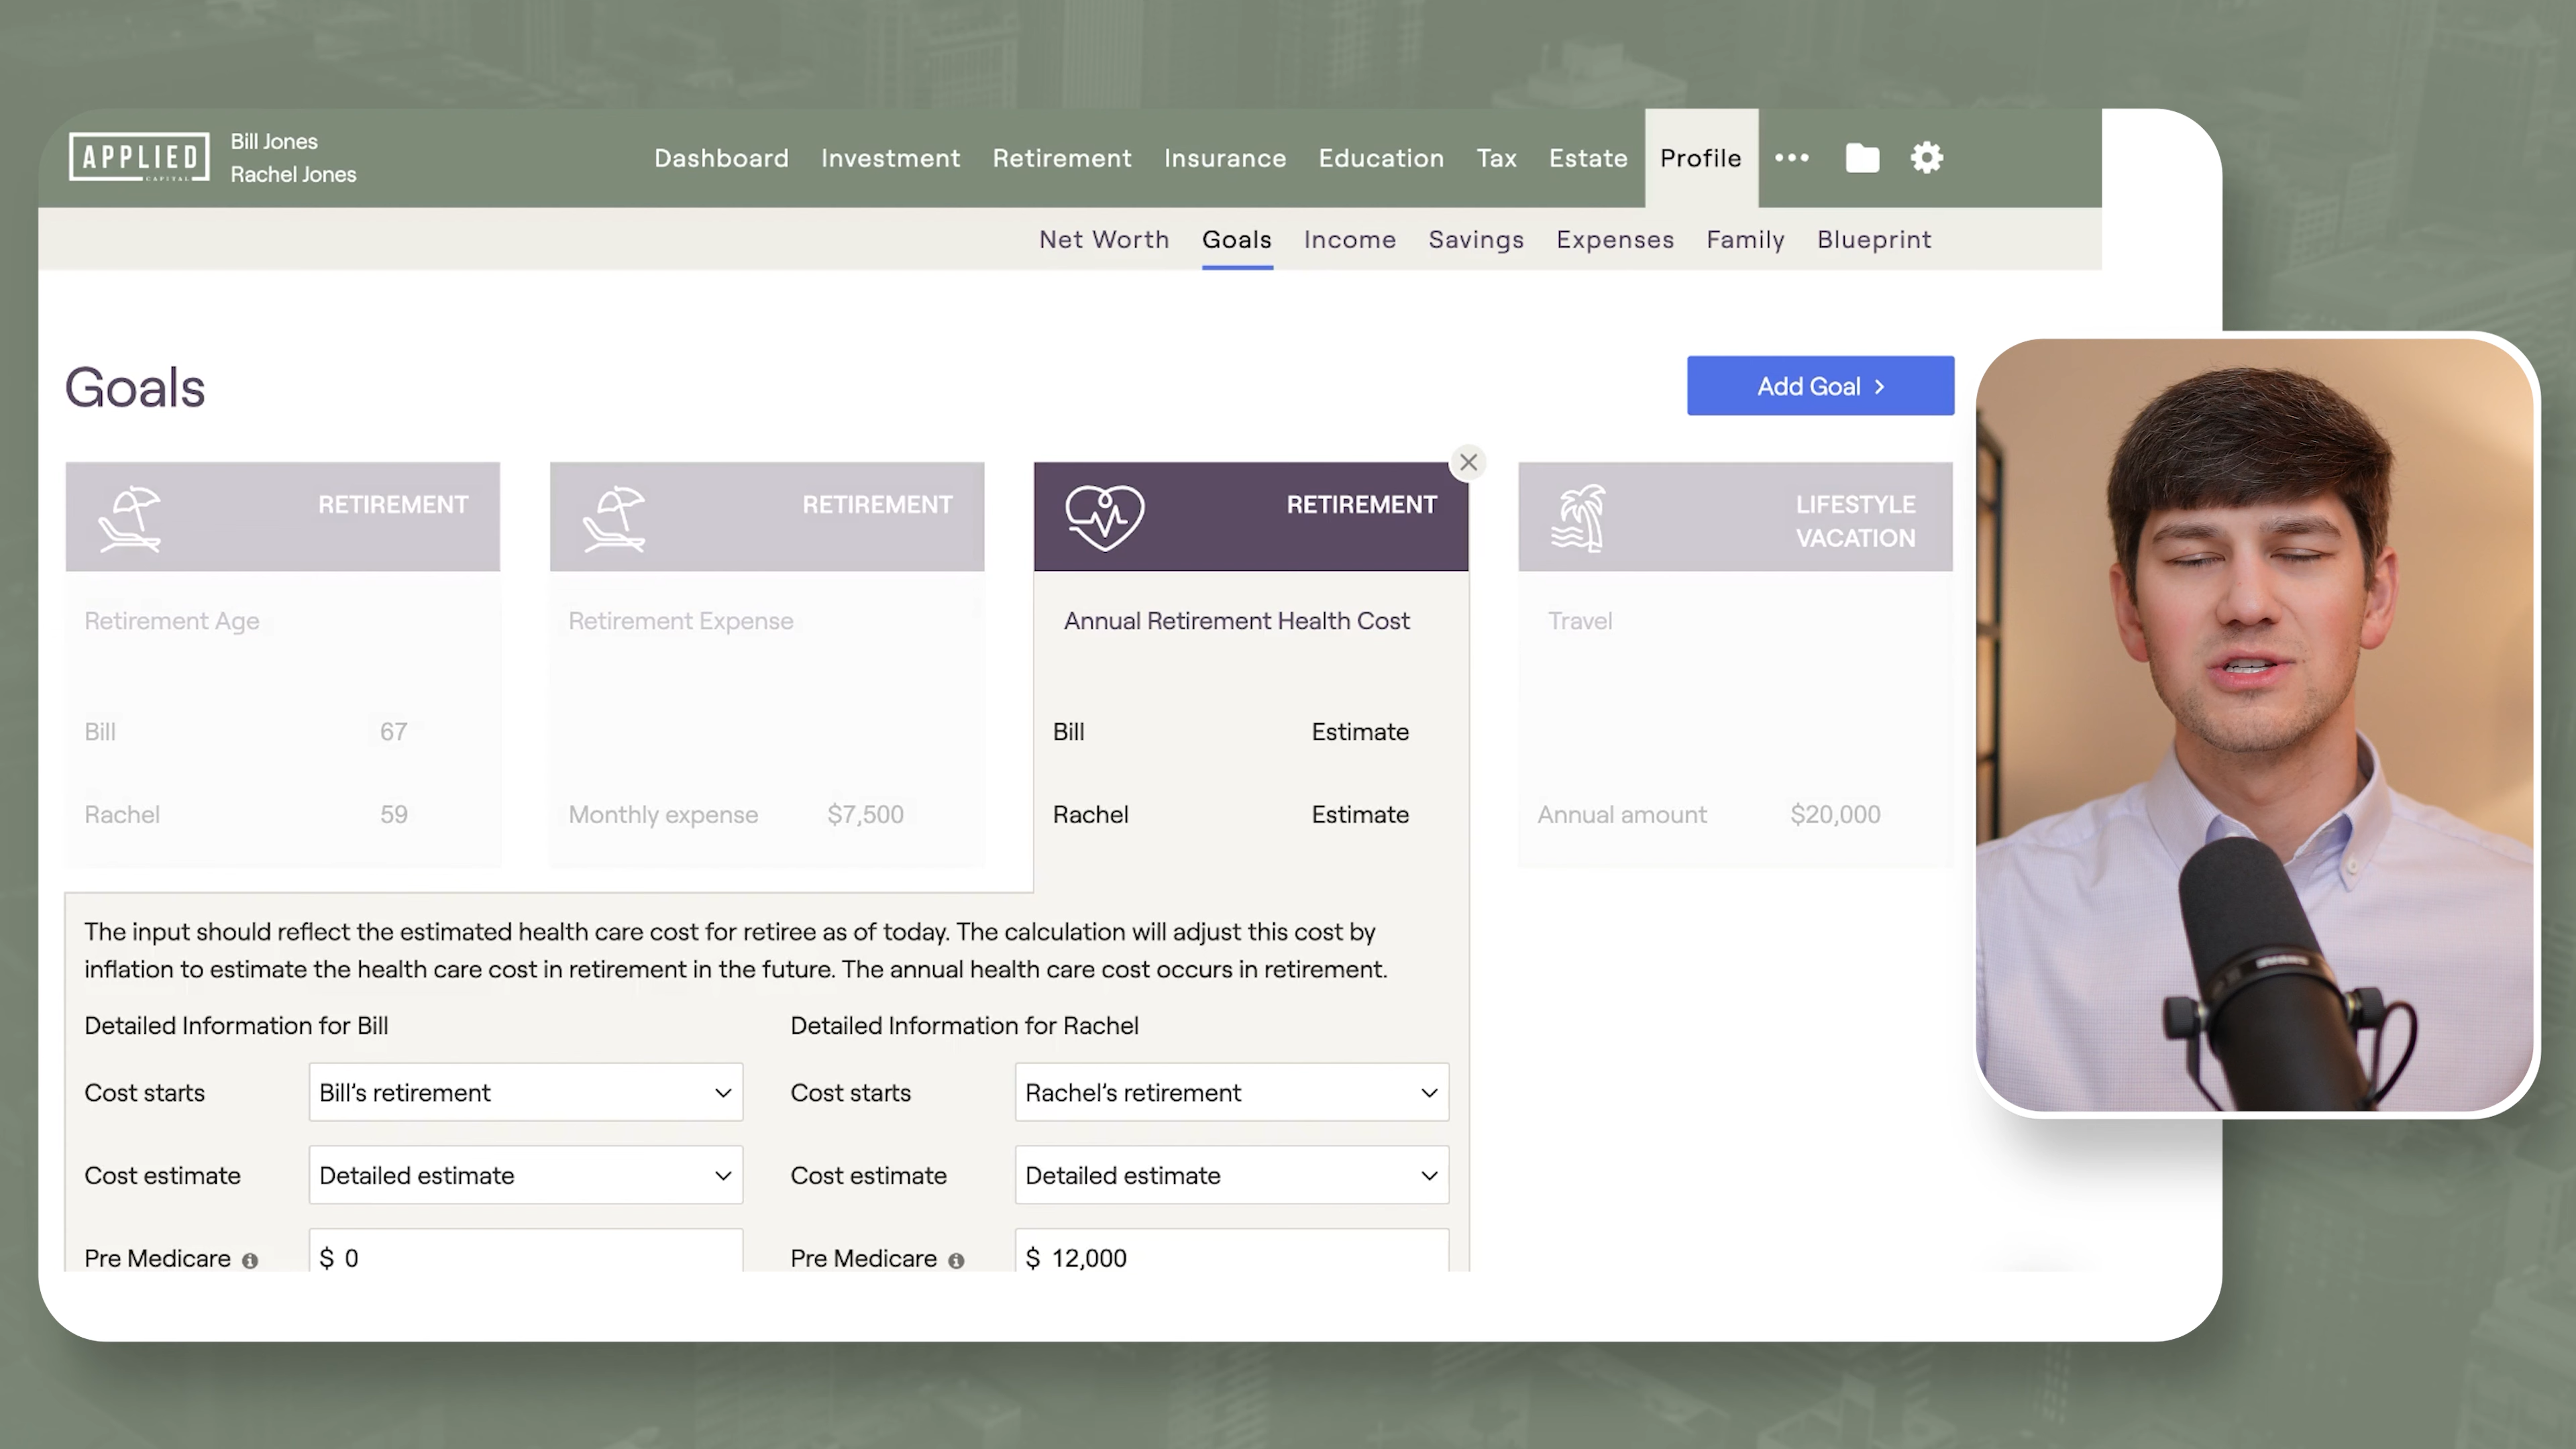 APPLIED
CAPITAL
Bill Jones
Rachel Jones
Dashboard Investment Retirement Insurance Education Tax Estate Profile
Net Worth Goals Income Savings Expenses Family Blueprint
Goals
Add Goal
RETIREMENT
Retirement Age
Bill 67
Rachel 59
RETIREMENT
Retirement Expense
Monthly expense $7,500
RETIREMENT
Annual Retirement Health Cost
Bill Estimate
Rachel Estimate
LIFESTYLE
VACATION
Travel
Annual amount $20,000
The input should reflect the estimated health care cost for retiree as of today. The calculation will adjust this cost by
inflation to estimate the health care cost in retirement in the future. The annual health care cost occurs in retirement.
Detailed Information for Bill
Cost starts Bill's retirement
Cost estimate Detailed estimate
Pre Medicare $ 0
Detailed Information for Rachel
Cost starts Rachel's retirement
Cost estimate Detailed estimate
Pre Medicare $ 12,000